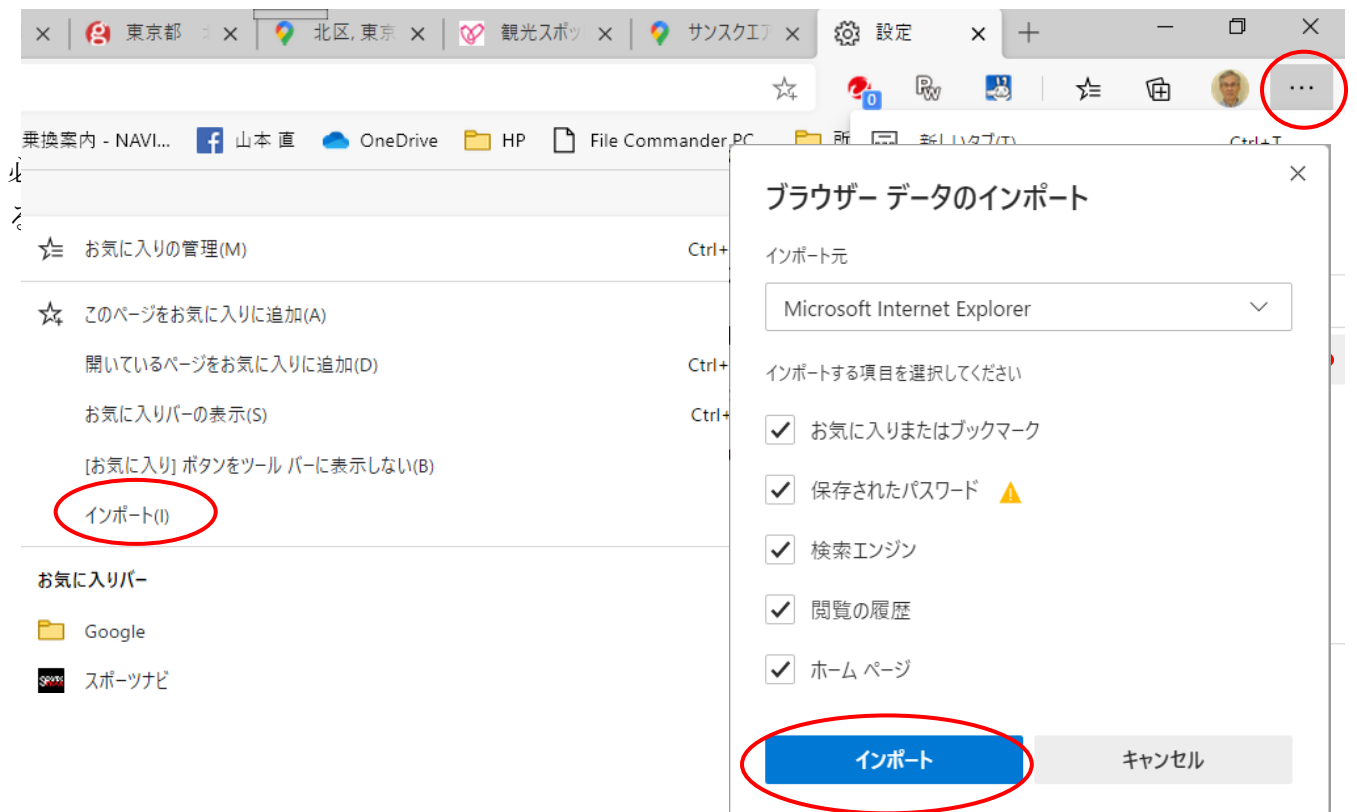 東京都
北区, 東京
観光スポッ
サンスクエア
設定
0
乗換案内 - NAVI...
山本 直
OneDrive
HP
File Commander PC
所
新しいタブ(T)
Ctrl+T
お気に入りの管理(M)
Ctrl+
このページをお気に入りに追加(A)
開いているページをお気に入りに追加(D)
Ctrl+
お気に入りバーの表示(S)
Ctrl+
[お気に入り] ボタンをツール バーに表示しない(B)
インポート(I)
お気に入りバー
Google
スポーツナビ
ブラウザー データのインポート
インポート元
Microsoft Internet Explorer
インポートする項目を選択してください
お気に入りまたはブックマーク
保存されたパスワード
検索エンジン
閲覧の履歴
ホーム ページ
インポート
キャンセル